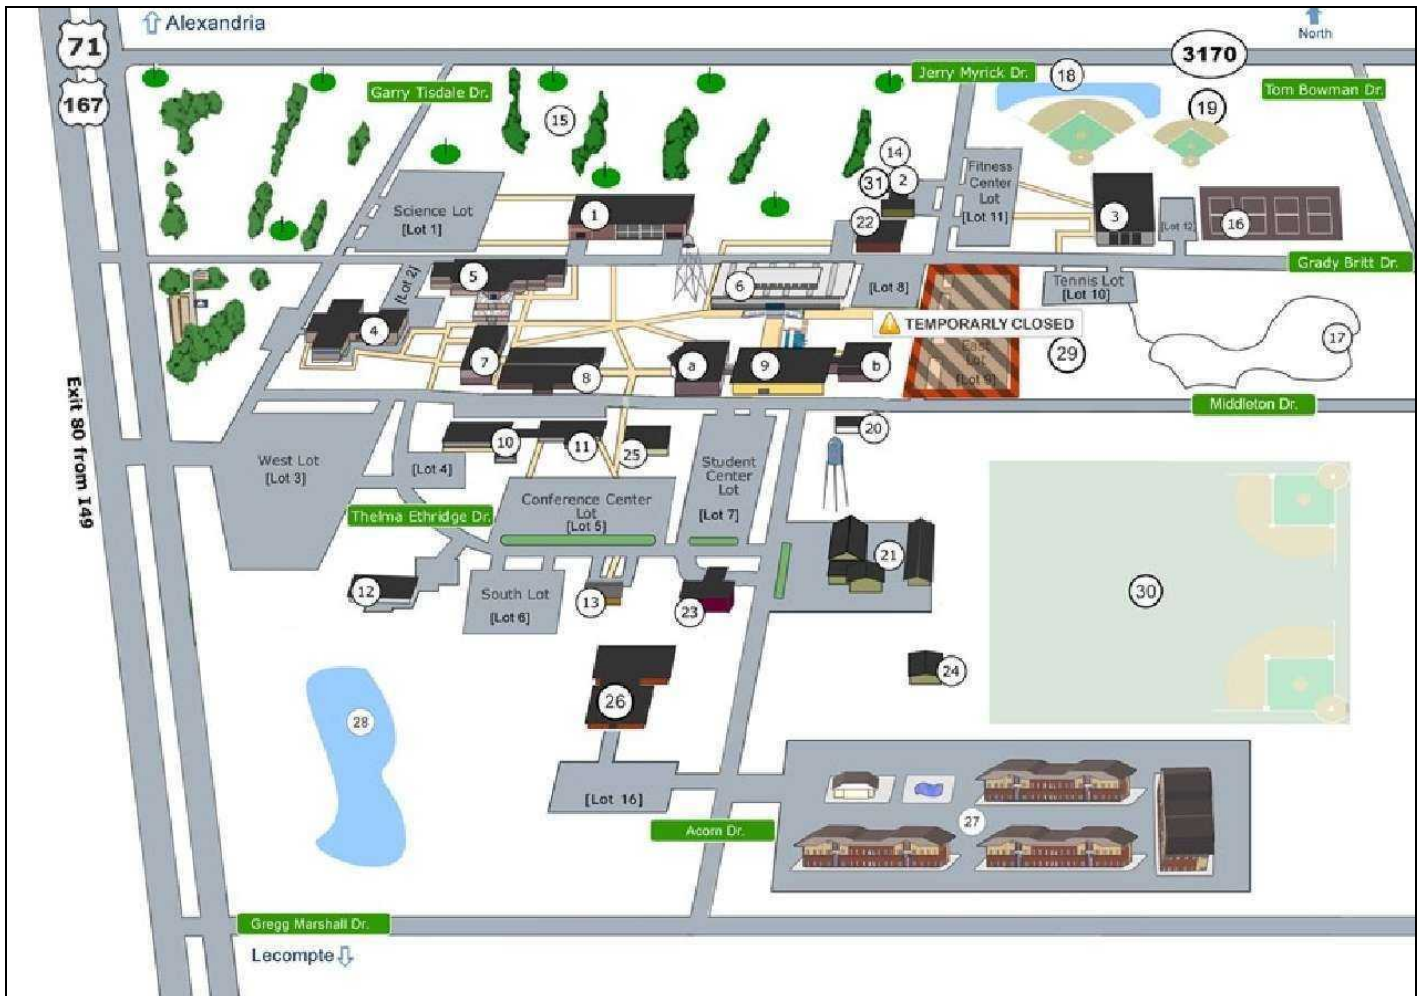 Alexandria
North
71
3170
Jerry Myrick Dr.
18
Garry Tisdale Dr.
Tom Bowman Dr.
167
19
15
14
Fitness
Center
Lot
[Lot 11]
31
2
Science Lot
[Lot 1]
1
22
3
[Lot 12]
16
Grady Britt Dr.
5
[Lot 2]
6
[Lot 8]
Tennis Lot
[Lot 10]
4
TEMPORARLY CLOSED
East
Lot
[Lot 9]
29
17
7
8
a
9
b
Exit 80 from I49
Middleton Dr.
20
10
11
25
West Lot
[Lot 3]
[Lot 4]
Student
Center
Lot
[Lot 7]
Conference Center
Lot
[Lot 5]
Thelma Ethridge Dr.
21
12
South Lot
[Lot 6]
13
23
30
24
26
28
[Lot 16]
27
Acorn Dr.
Gregg Marshall Dr.
Lecompte